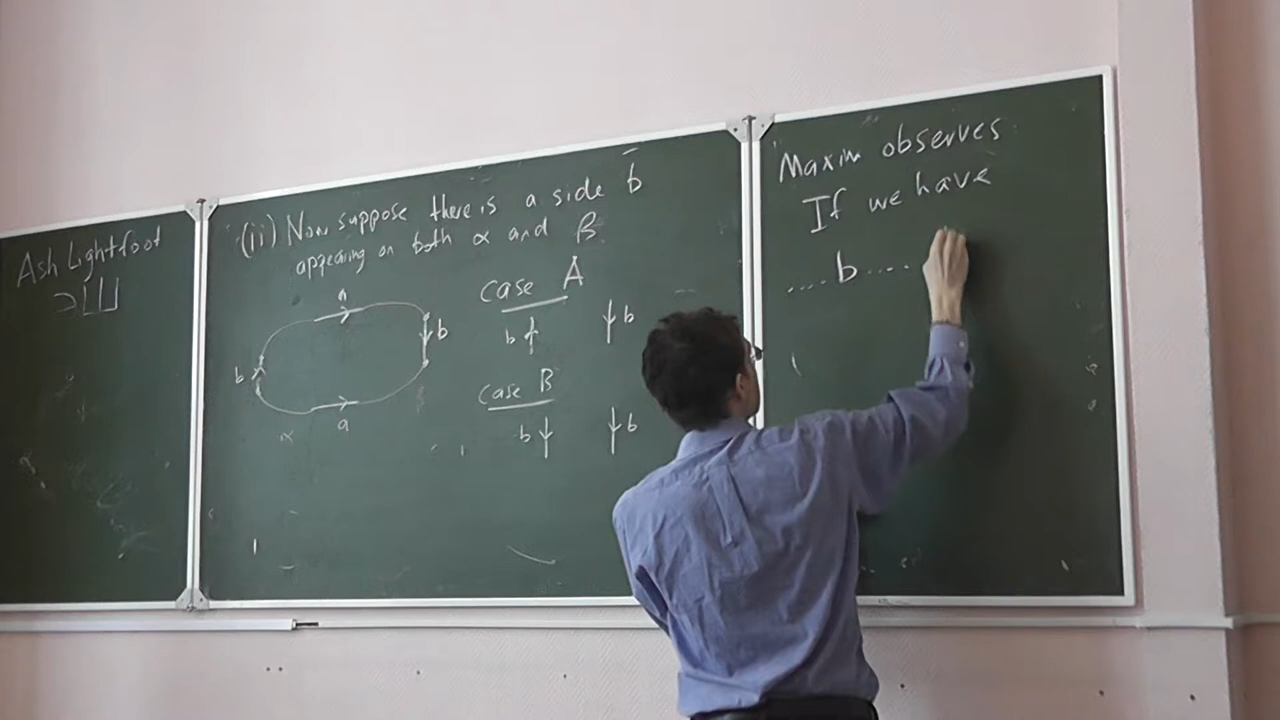 Ash Lightfoot
(ii) Now suppose there is a side b
appearing on both α and β
a
b
b
a
α
case A
b
b
case B
b
b
Maxim observes
If we have
....b....